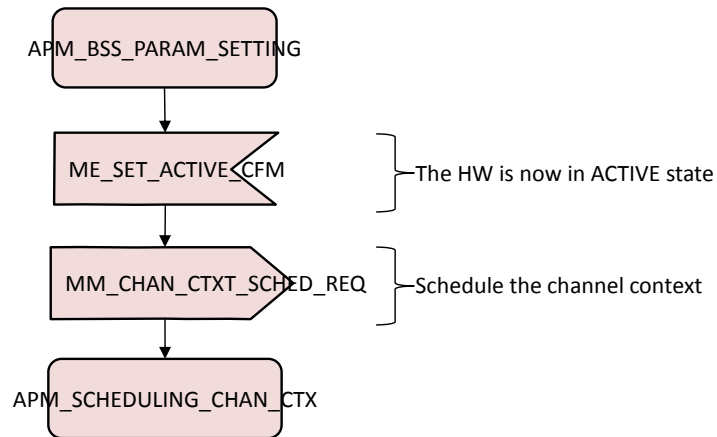 APM_BSS_PARAM_SETTING
ME_SET_ACTIVE_CFM
The HW is now in ACTIVE state
MM_CHAN_CTXT_SCHED_REQ
Schedule the channel context
APM_SCHEDULING_CHAN_CTX